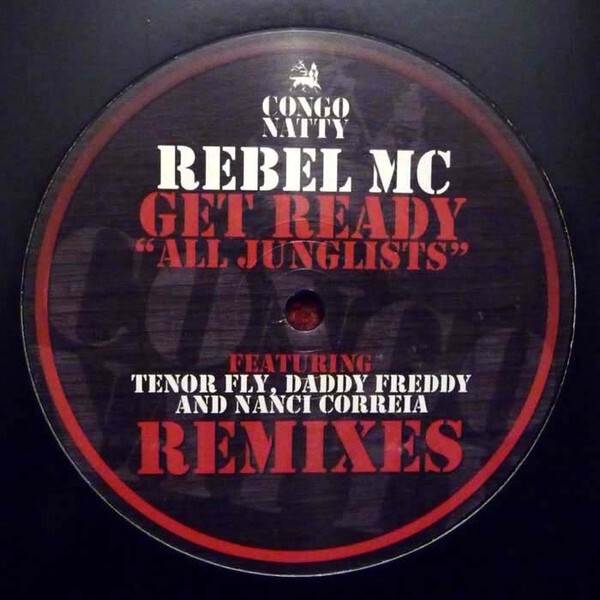 CONGO
NATTY
REBEL MC
GET READY
“ALL JUNGLISTS”
FEATURING
TENOR FLY, DADDY FREDDY
AND NANCI CORREIA
REMIXES